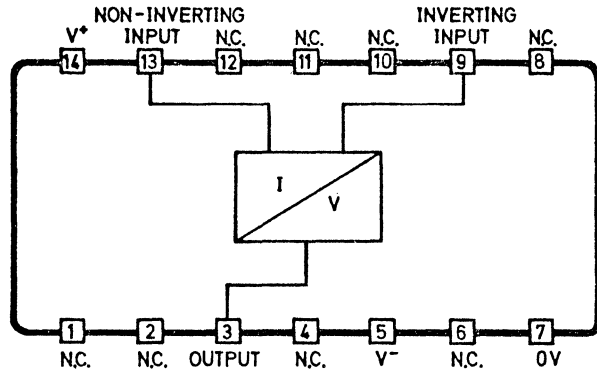 NON-INVERTING INVERTING
V+ INPUT N.C. N.C. N.C. INPUT N.C.
14 13 12 11 10 9 8
I
V
1 2 3 4 5 6 7
N.C. N.C. OUTPUT N.C. V- N.C. 0V